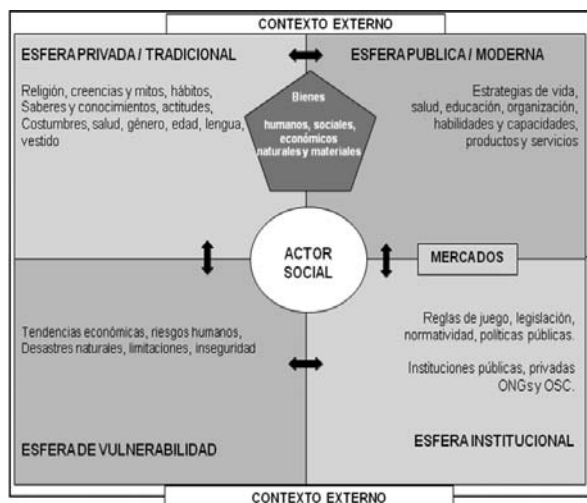 CONTEXTO EXTERNO
ESFERA PRIVADA / TRADICIONAL
Religión, creencias y mitos, hábitos,
Saberes y conocimientos, actitudes,
Costumbres, salud, género, edad, lengua,
vestido
Bienes
humanos, sociales,
económicos
naturales y materiales
ESFERA PUBLICA / MODERNA
Estrategias de vida,
salud, educación, organización,
habilidades y capacidades,
productos y servicios
ACTOR
SOCIAL
MERCADOS
Tendencias económicas, riesgos humanos,
Desastres naturales, limitaciones, inseguridad
ESFERA DE VULNERABILIDAD
Reglas de juego, legislación,
normatividad, políticas públicas.
Instituciones públicas, privadas
ONGs y OSC.
ESFERA INSTITUCIONAL
CONTEXTO EXTERNO